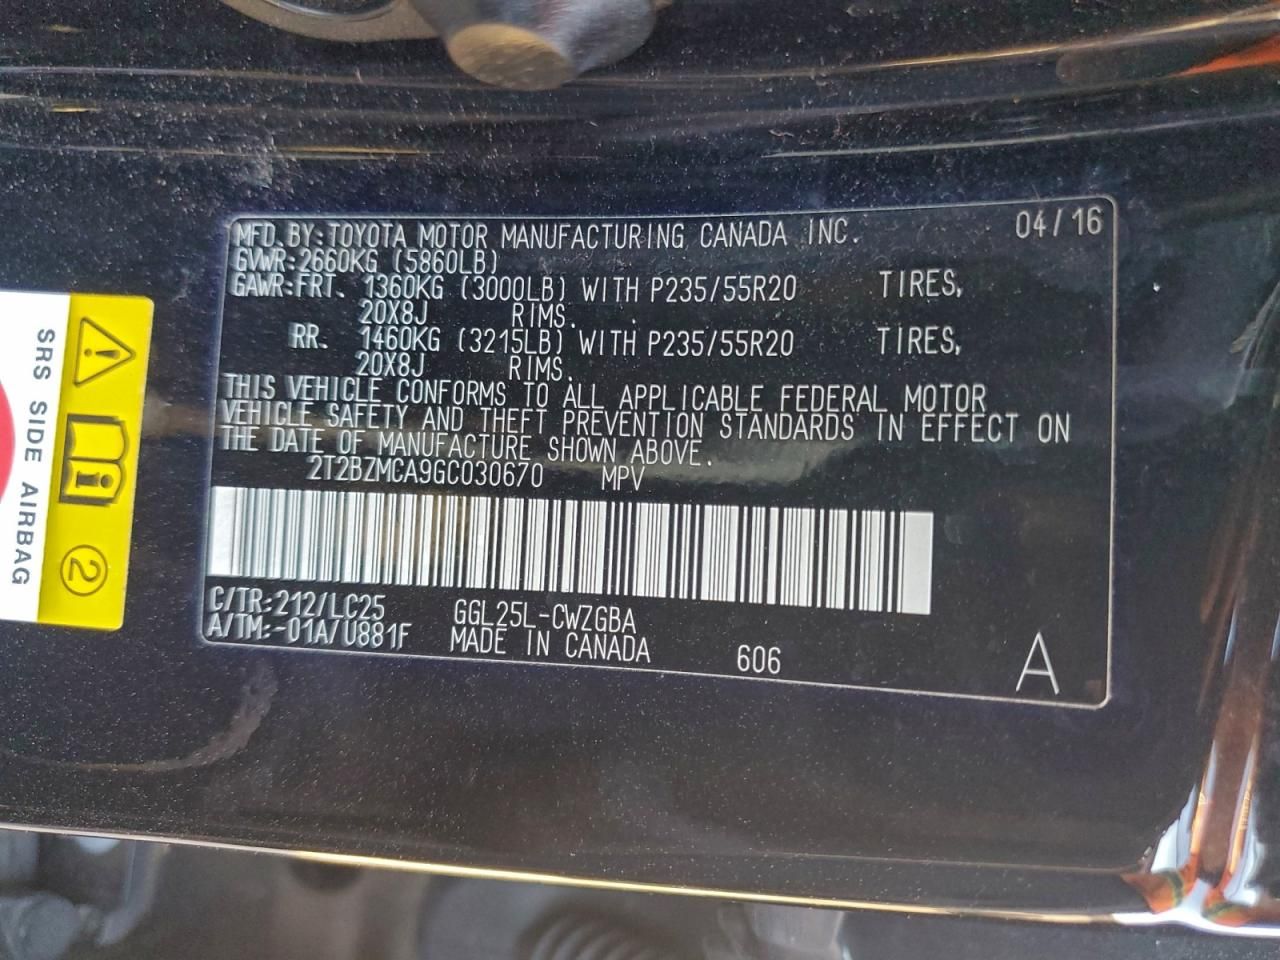 MFD.BY:TOYOTA MOTOR MANUFACTURING CANADA INC. 04/16
GVWR:2660KG (5860LB)
GAWR:FRT. 1360KG (3000LB) WITH P235/55R20 TIRES,
20X8J RIMS.
RR. 1460KG (3215LB) WITH P235/55R20 TIRES,
20X8J RIMS.
THIS VEHICLE CONFORMS TO ALL APPLICABLE FEDERAL MOTOR
VEHICLE SAFETY AND THEFT PREVENTION STANDARDS IN EFFECT ON
THE DATE OF MANUFACTURE SHOWN ABOVE.
2T2BZMCA9GC030670 MPV
C/TR:212/LC25 GGL25L-CWZGBA
A/TM:-01A/U881F MADE IN CANADA 606 A
SRS SIDE AIRBAG
2